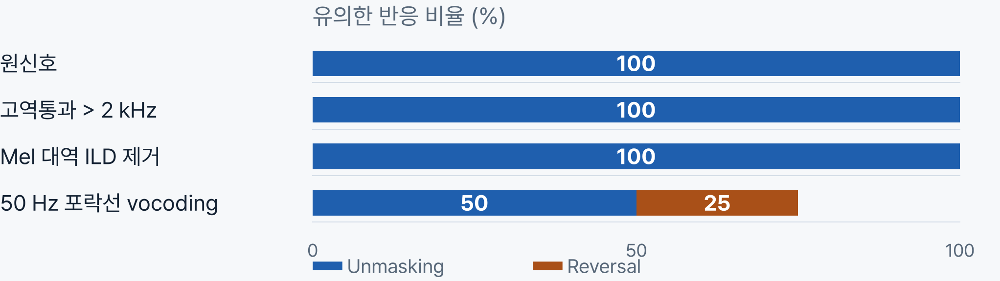 유의한 반응 비율 (%)
원신호 100
고역통과 > 2 kHz 100
Mel 대역 ILD 제거 100
50 Hz 포락선 vocoding 50 25
0 50 100
Unmasking Reversal